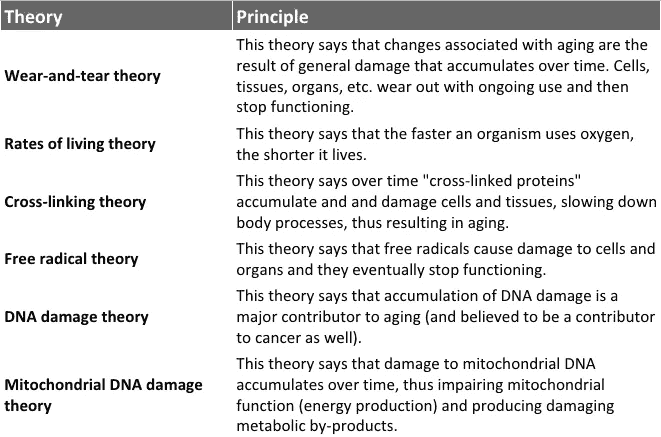 Theory Principle
Wear-and-tear theory
This theory says that changes associated with aging are the
result of general damage that accumulates over time. Cells,
tissues, organs, etc. wear out with ongoing use and then
stop functioning.
Rates of living theory
This theory says that the faster an organism uses oxygen,
the shorter it lives.
Cross-linking theory
This theory says over time "cross-linked proteins"
accumulate and and damage cells and tissues, slowing down
body processes, thus resulting in aging.
Free radical theory
This theory says that free radicals cause damage to cells and
organs and they eventually stop functioning.
DNA damage theory
This theory says that accumulation of DNA damage is a
major contributor to aging (and believed to be a contributor
to cancer as well).
Mitochondrial DNA damage
theory
This theory says that damage to mitochondrial DNA
accumulates over time, thus impairing mitochondrial
function (energy production) and producing damaging
metabolic by-products.